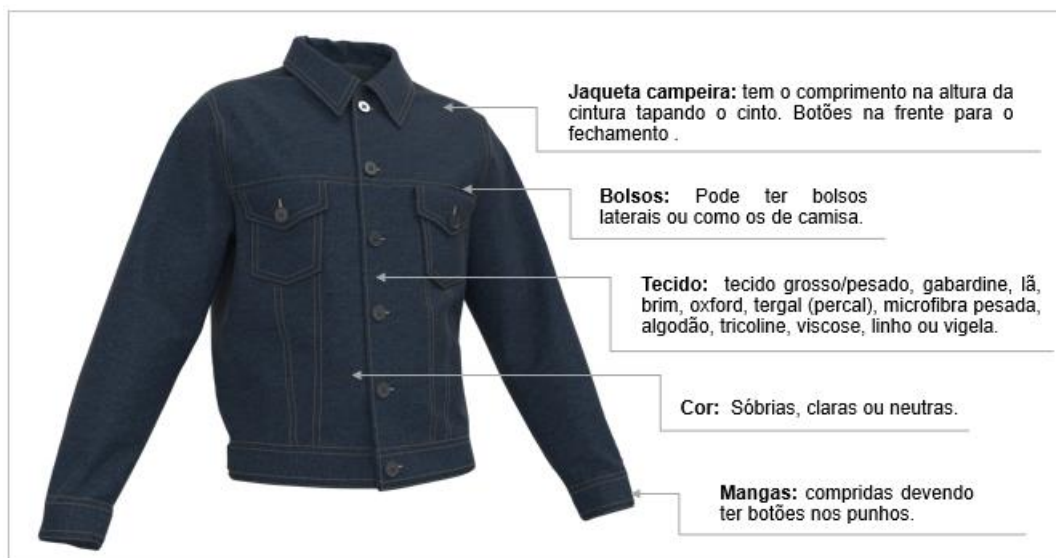 Jaqueta campeira: tem o comprimento na altura da
cintura tapando o cinto. Botões na frente para o
fechamento .
Bolsos: Pode ter bolsos
laterais ou como os de camisa.
Tecido: tecido grosso/pesado, gabardine, lã,
brim, oxford, tergal (percal), microfibra pesada,
algodão, tricoline, viscose, linho ou vigela.
Cor: Sóbrias, claras ou neutras.
Mangas: compridas devendo
ter botões nos punhos.